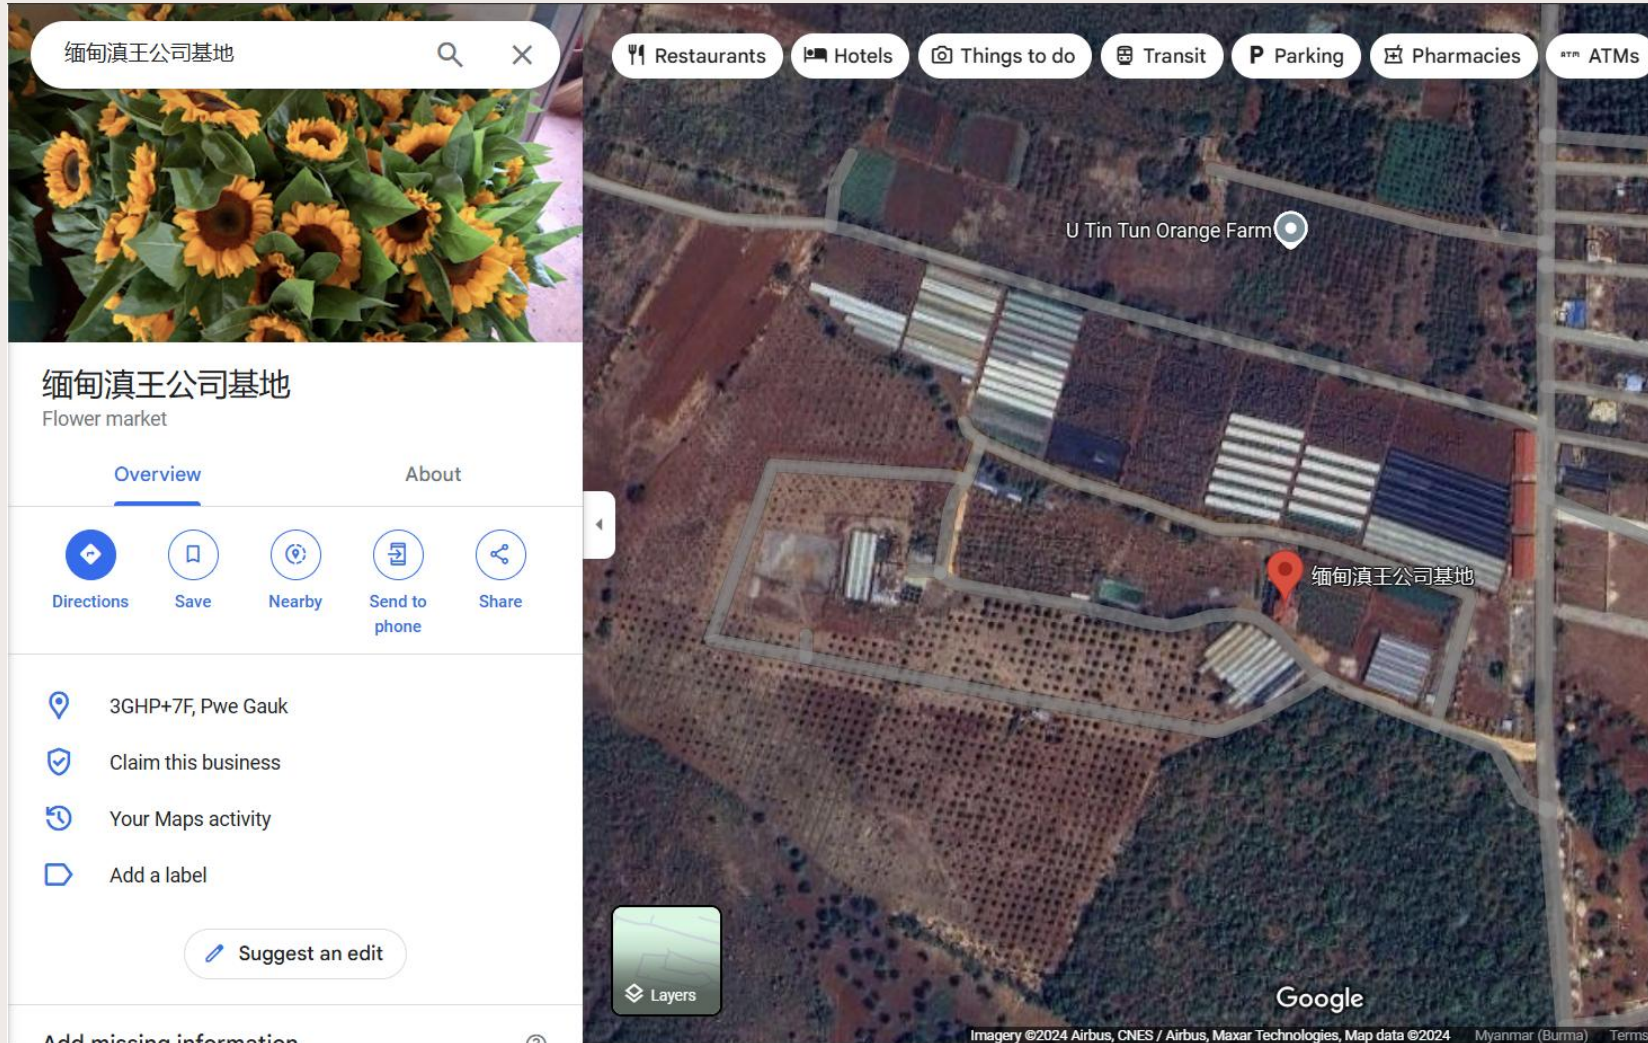 缅甸滇王公司基地
Restaurants
Hotels
Things to do
Transit
P Parking
Pharmacies
ATM ATMs
缅甸滇王公司基地
Flower market
Overview
About
Directions
Save
Nearby
Send to
phone
Share
3GHP+7F, Pwe Gauk
Claim this business
Your Maps activity
Add a label
Suggest an edit
Add missing information
U Tin Tun Orange Farm
缅甸滇王公司基地
Layers
Google
Imagery ©2024 Airbus, CNES / Airbus, Maxar Technologies, Map data ©2024 Myanmar (Burma) Terms